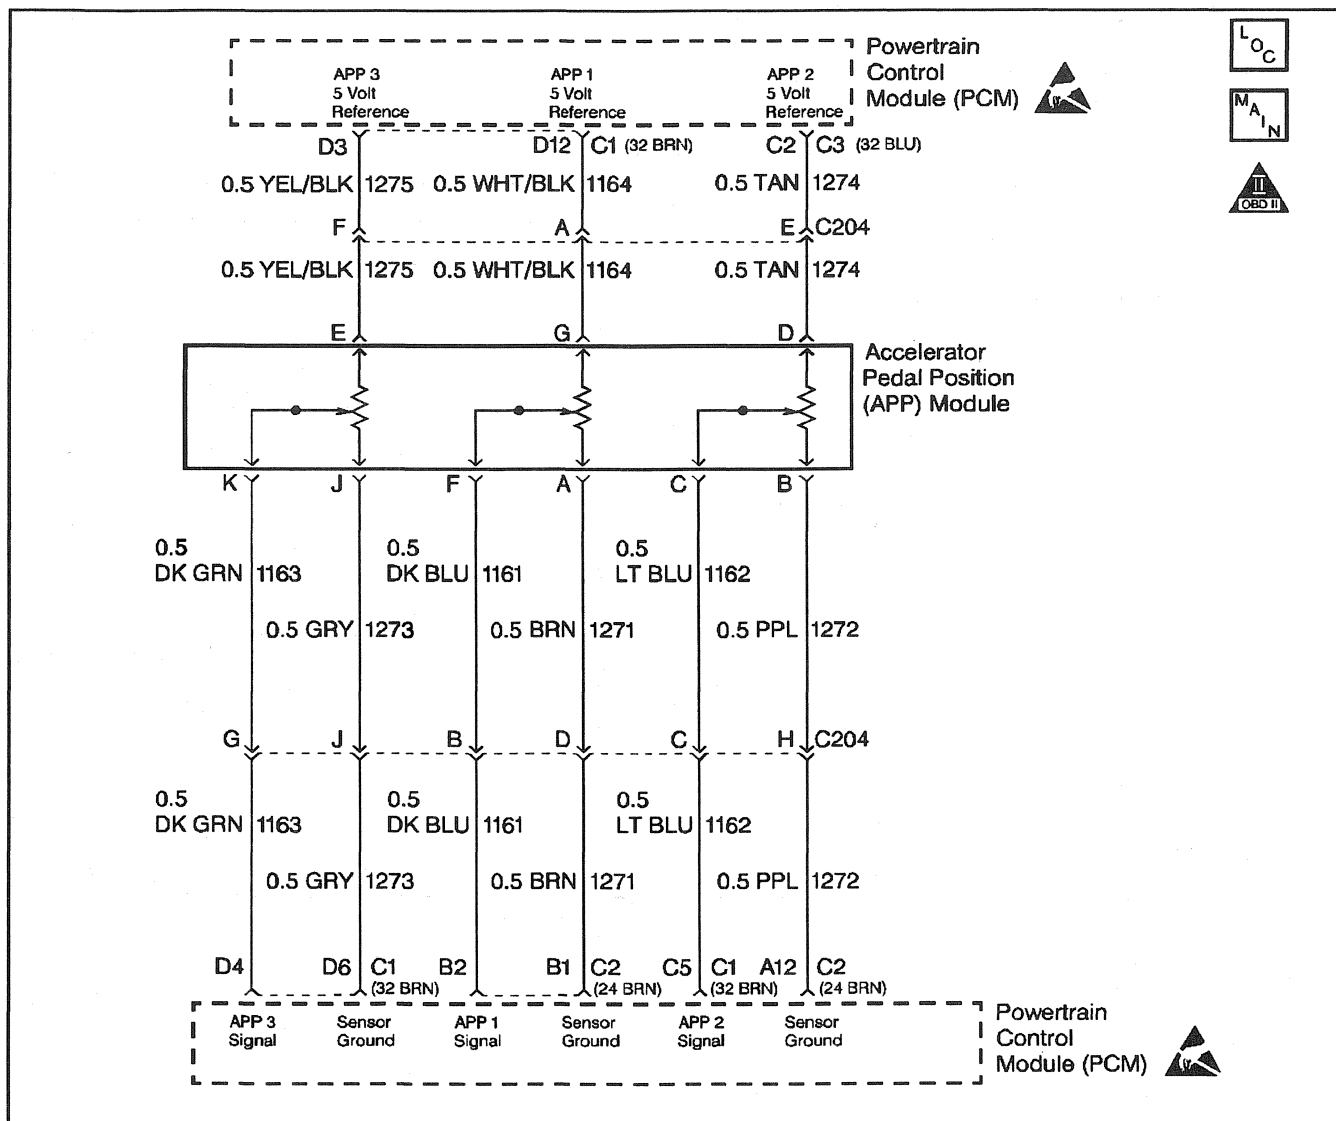 Powertrain
Control
Module (PCM)
APP 3
5 Volt
Reference
APP 1
5 Volt
Reference
APP 2
5 Volt
Reference
LOC
MAIN
II
OBD II
D3 D12 C1 (32 BRN) C2 C3 (32 BLU)
0.5 YEL/BLK 1275 0.5 WHT/BLK 1164 0.5 TAN 1274
F A E C204
0.5 YEL/BLK 1275 0.5 WHT/BLK 1164 0.5 TAN 1274
E G D
Accelerator
Pedal Position
(APP) Module
K J F A C B
0.5 0.5 0.5
DK GRN 1163 DK BLU 1161 LT BLU 1162
0.5 GRY 1273 0.5 BRN 1271 0.5 PPL 1272
G J B D C H C204
0.5 0.5 0.5
DK GRN 1163 DK BLU 1161 LT BLU 1162
0.5 GRY 1273 0.5 BRN 1271 0.5 PPL 1272
D4 D6 C1 B2 B1 C2 C5 C1 A12 C2
(32 BRN) (24 BRN) (32 BRN) (24 BRN)
APP 3
Signal
Sensor
Ground
APP 1
Signal
Sensor
Ground
APP 2
Signal
Sensor
Ground
Powertrain
Control
Module (PCM)